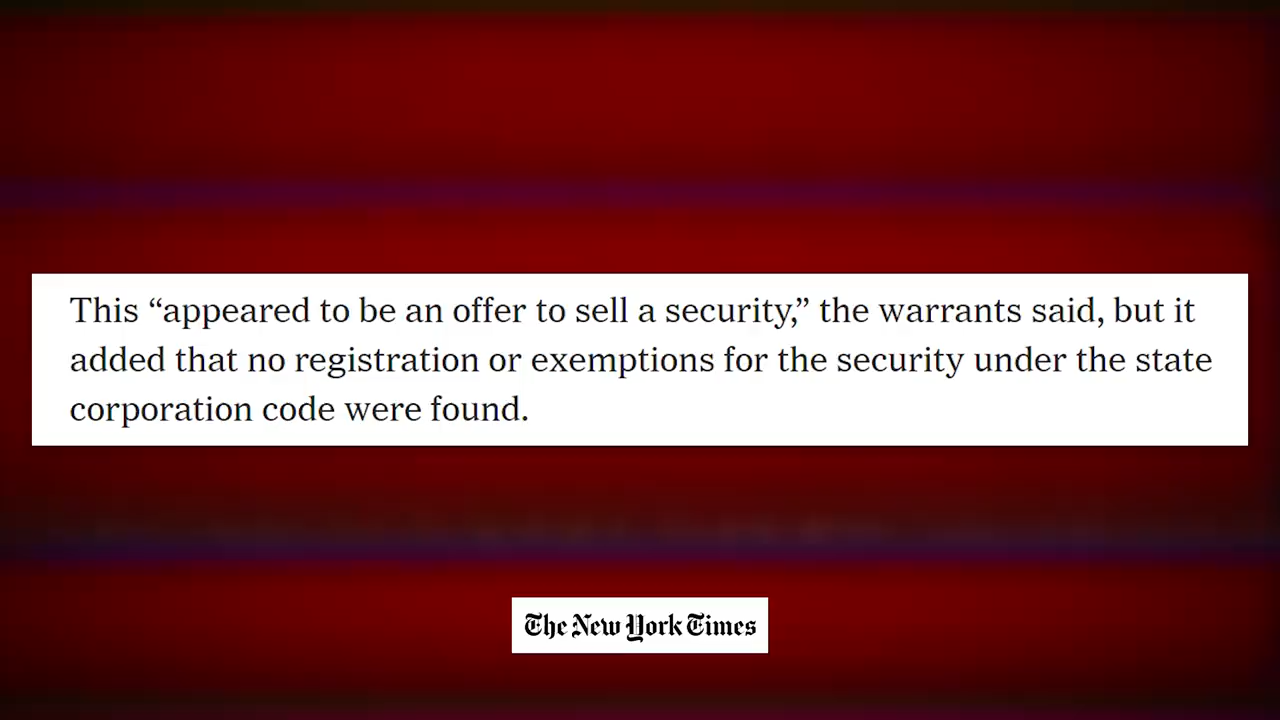 This “appeared to be an offer to sell a security,” the warrants said, but it
added that no registration or exemptions for the security under the state
corporation code were found.
The New York Times